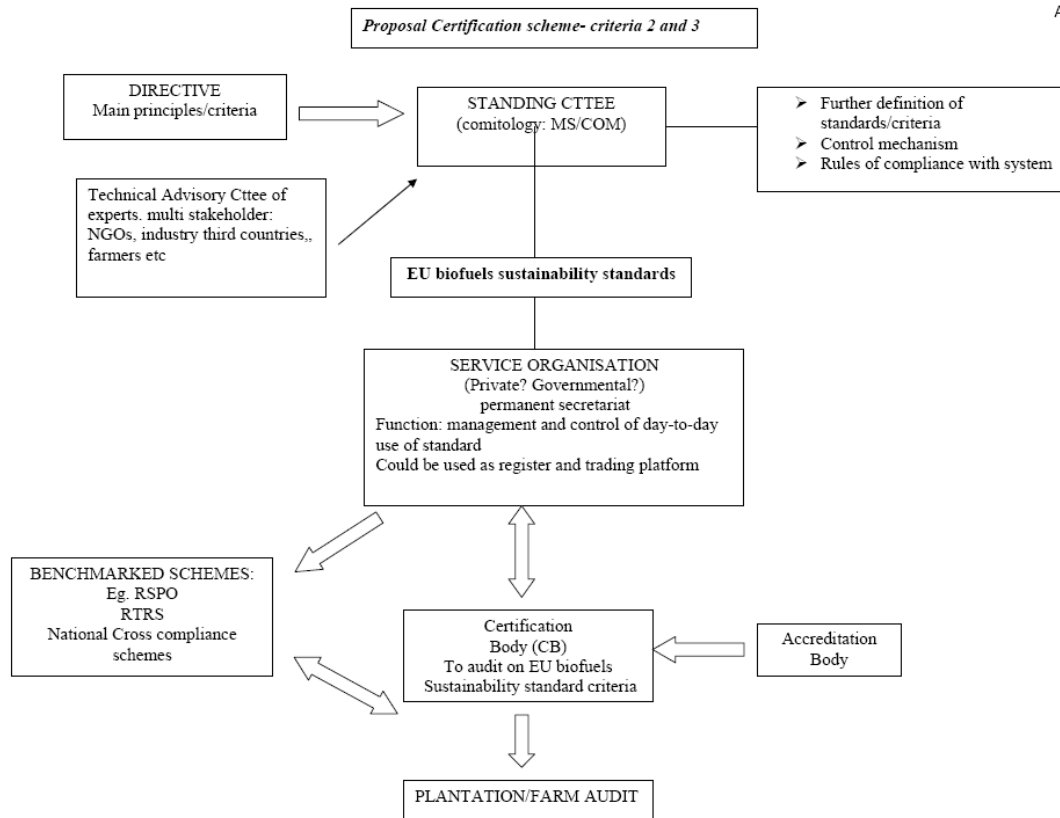 A
Proposal Certification scheme- criteria 2 and 3
DIRECTIVE
Main principles/criteria
STANDING CTTEE
(comitology: MS/COM)
➢ Further definition of
standards/criteria
➢ Control mechanism
➢ Rules of compliance with system
Technical Advisory Cttee of
experts. multi stakeholder:
NGOs, industry third countries,,
farmers etc
EU biofuels sustainability standards
SERVICE ORGANISATION
(Private? Governmental?)
permanent secretariat
Function: management and control of day-to-day
use of standard
Could be used as register and trading platform
BENCHMARKED SCHEMES:
Eg. RSPO
RTRS
National Cross compliance
schemes
Certification
Body (CB)
To audit on EU biofuels
Sustainability standard criteria
Accreditation
Body
PLANTATION/FARM AUDIT